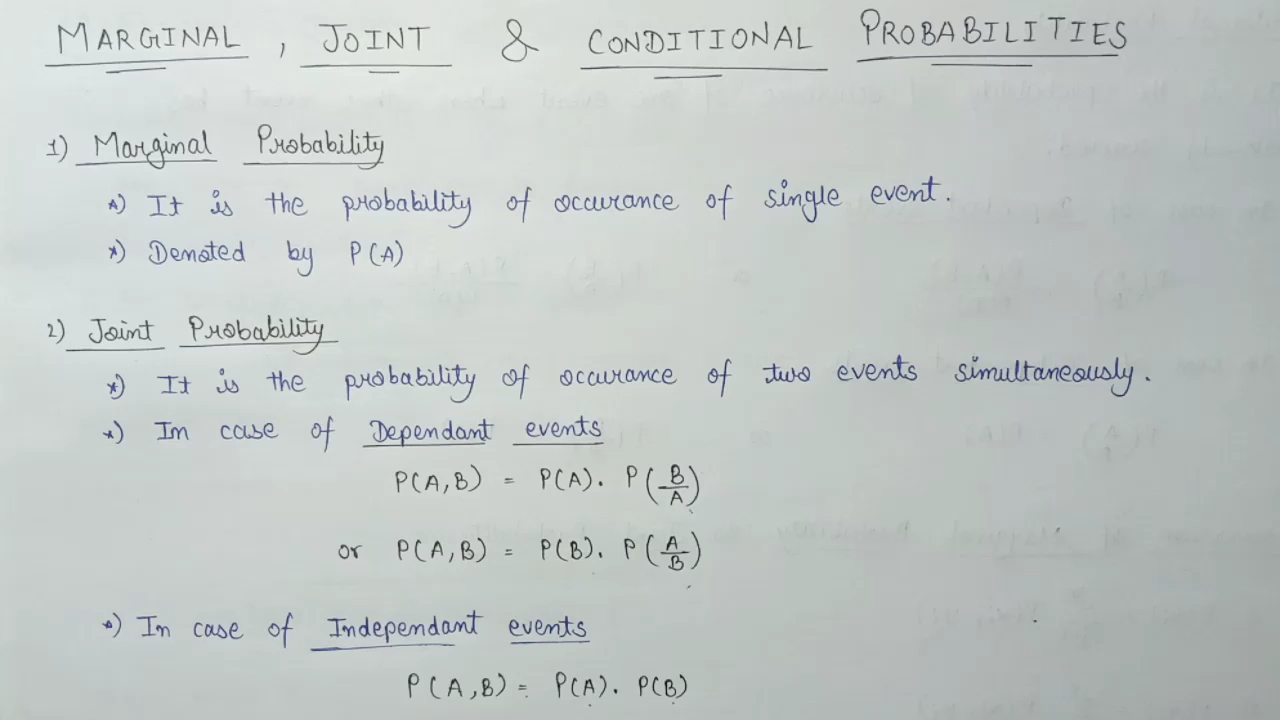 MARGINAL, JOINT & CONDITIONAL PROBABILITIES
1) Marginal Probability
*) It is the probability of occurance of single event.
*) Denoted by P(A)
2) Joint Probability
*) It is the probability of occurance of two events simultaneously.
*) In case of Dependant events
P(A,B) = P(A). P(B/A)
or P(A,B) = P(B). P(A/B)
*) In case of Independant events
P(A,B) = P(A). P(B)